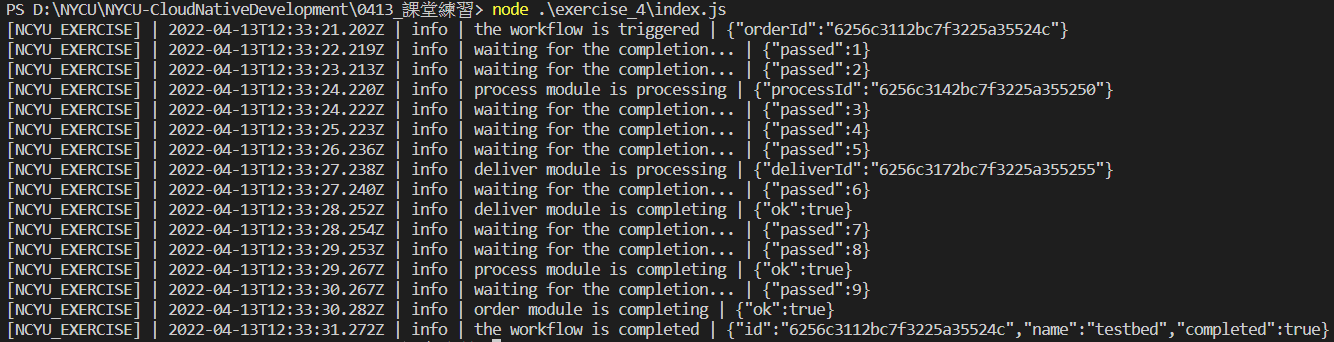 PS D:\NYCU\NYCU-CloudNativeDevelopment\0413_課堂練習> node .\exercise_4\index.js
[NCYU_EXERCISE] | 2022-04-13T12:33:21.202Z | info | the workflow is triggered | {"orderId":"6256c3112bc7f3225a35524c"}
[NCYU_EXERCISE] | 2022-04-13T12:33:22.219Z | info | waiting for the completion... | {"passed":1}
[NCYU_EXERCISE] | 2022-04-13T12:33:23.213Z | info | waiting for the completion... | {"passed":2}
[NCYU_EXERCISE] | 2022-04-13T12:33:24.220Z | info | process module is processing | {"processId":"6256c3142bc7f3225a355250"}
[NCYU_EXERCISE] | 2022-04-13T12:33:24.222Z | info | waiting for the completion... | {"passed":3}
[NCYU_EXERCISE] | 2022-04-13T12:33:25.223Z | info | waiting for the completion... | {"passed":4}
[NCYU_EXERCISE] | 2022-04-13T12:33:26.236Z | info | waiting for the completion... | {"passed":5}
[NCYU_EXERCISE] | 2022-04-13T12:33:27.238Z | info | deliver module is processing | {"deliverId":"6256c3172bc7f3225a355255"}
[NCYU_EXERCISE] | 2022-04-13T12:33:27.240Z | info | waiting for the completion... | {"passed":6}
[NCYU_EXERCISE] | 2022-04-13T12:33:28.252Z | info | deliver module is completing | {"ok":true}
[NCYU_EXERCISE] | 2022-04-13T12:33:28.254Z | info | waiting for the completion... | {"passed":7}
[NCYU_EXERCISE] | 2022-04-13T12:33:29.253Z | info | waiting for the completion... | {"passed":8}
[NCYU_EXERCISE] | 2022-04-13T12:33:29.267Z | info | process module is completing | {"ok":true}
[NCYU_EXERCISE] | 2022-04-13T12:33:30.267Z | info | waiting for the completion... | {"passed":9}
[NCYU_EXERCISE] | 2022-04-13T12:33:30.282Z | info | order module is completing | {"ok":true}
[NCYU_EXERCISE] | 2022-04-13T12:33:31.272Z | info | the workflow is completed | {"id":"6256c3112bc7f3225a35524c","name":"testbed","completed":true}